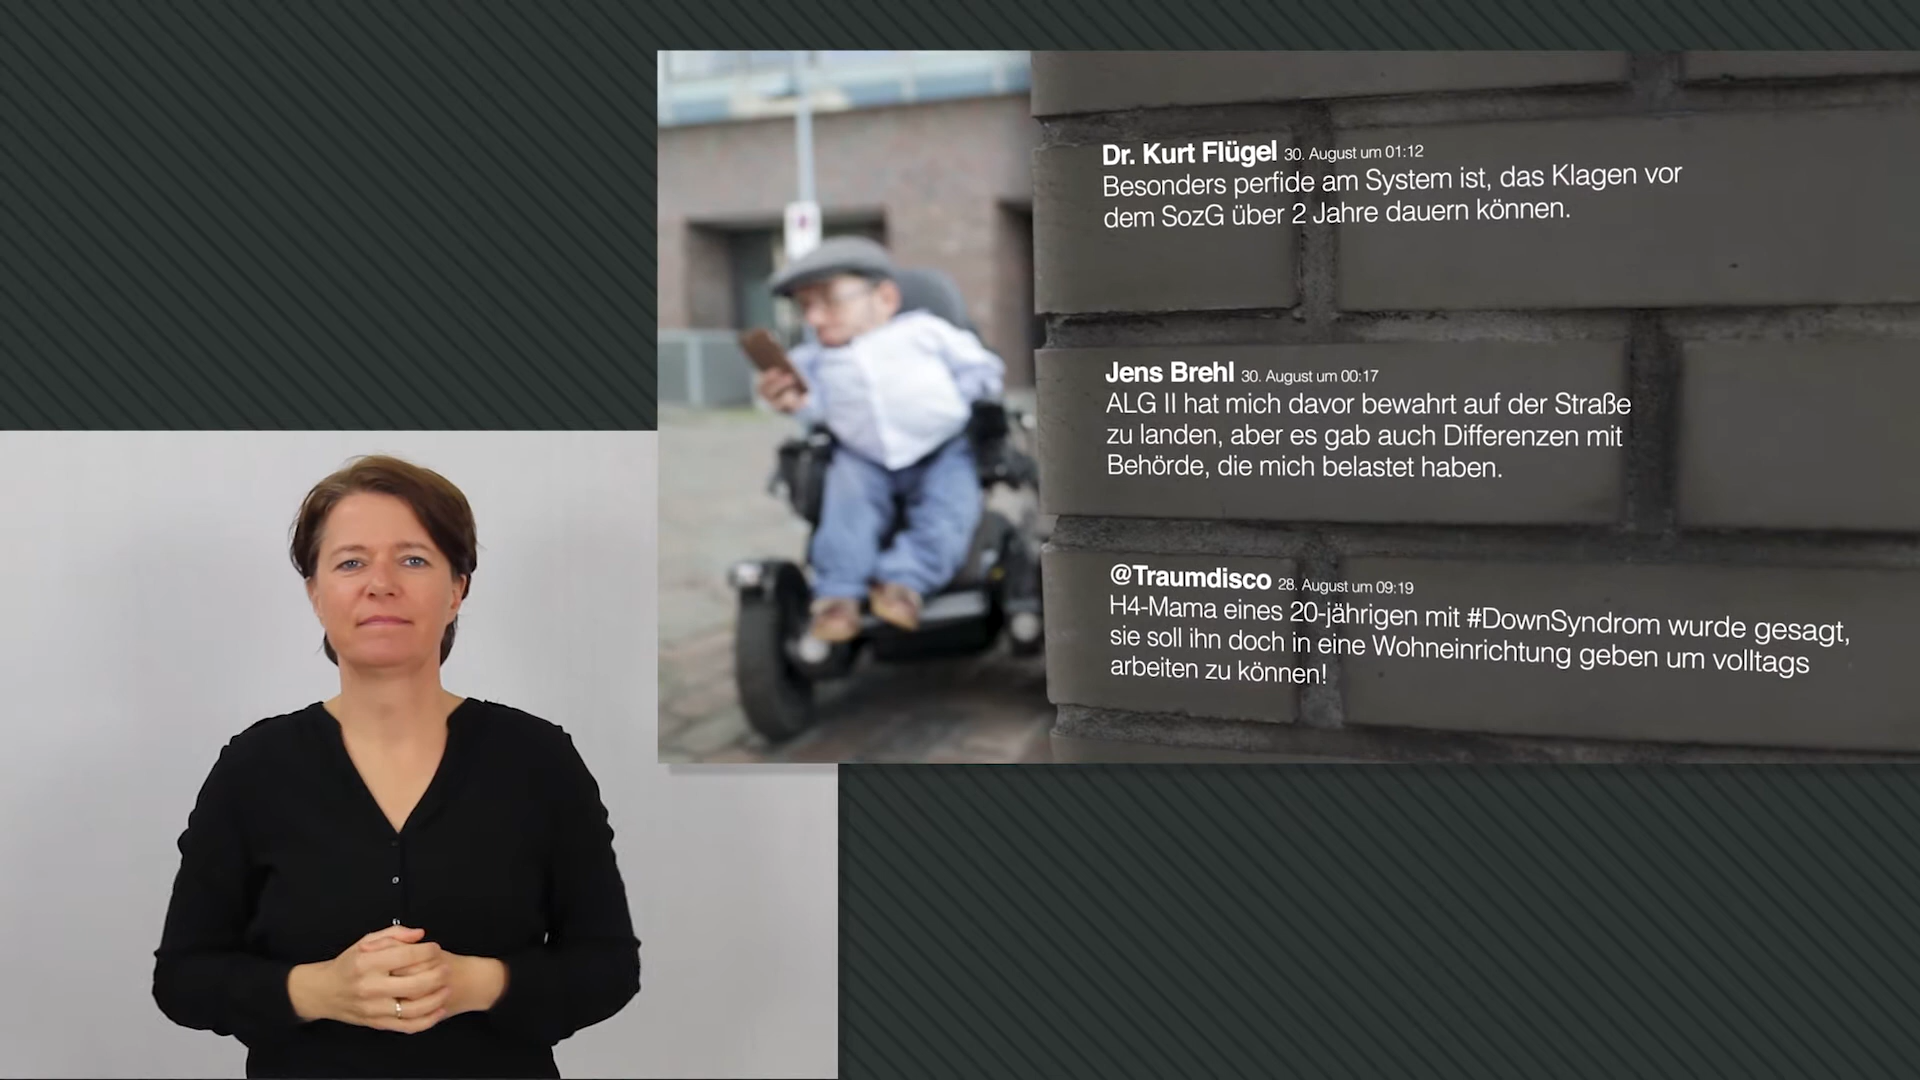 Dr. Kurt Flügel 30. August um 01:12
Besonders perfide am System ist, das Klagen vor
dem SozG über 2 Jahre dauern können.
Jens Brehl 30. August um 00:17
ALG II hat mich davor bewahrt auf der Straße
zu landen, aber es gab auch Differenzen mit
Behörde, die mich belastet haben.
@Traumdisco 28. August um 09:19
H4-Mama eines 20-jährigen mit #DownSyndrom wurde gesagt,
sie soll ihn doch in eine Wohneinrichtung geben um volltags
arbeiten zu können!